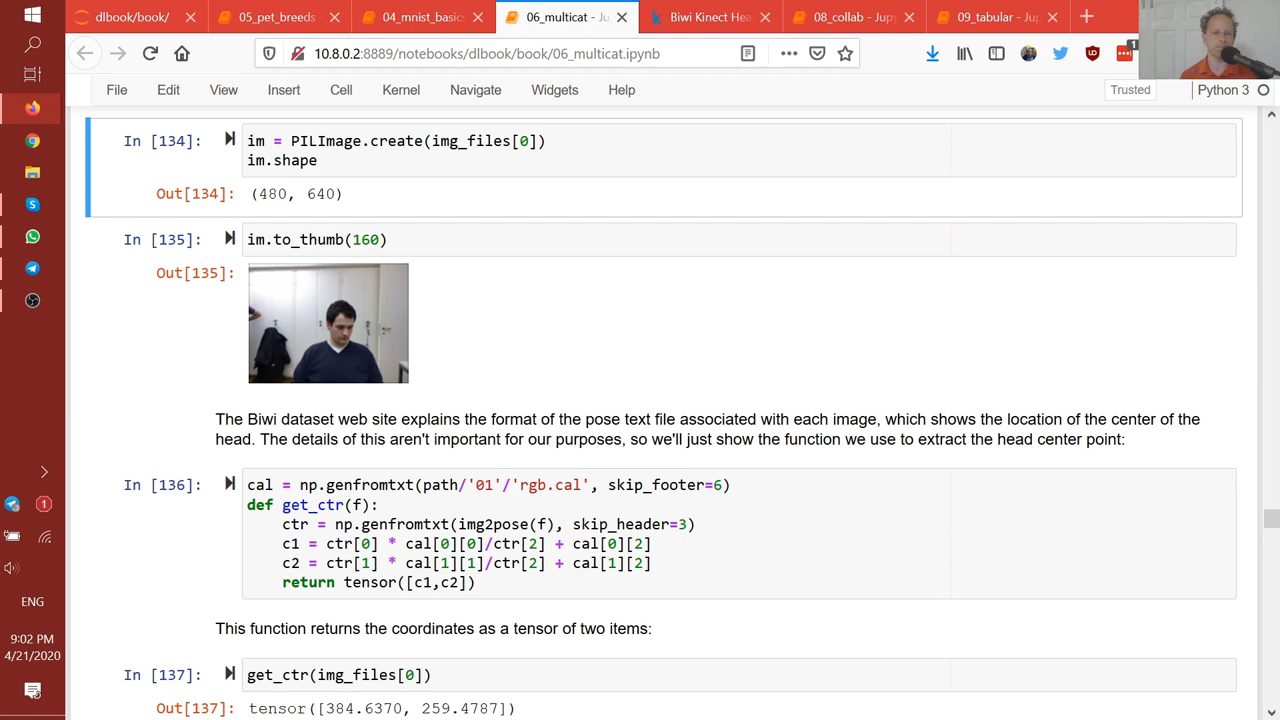 dlbook/book/
05_pet_breeds
04_mnist_basics
06_multicat - Ju
Biwi Kinect Hea
08_collab - Jupy
09_tabular - Jup
10.8.0.2:8889/notebooks/dlbook/book/06_multicat.ipynb
1
File Edit View Insert Cell Kernel Navigate Widgets Help
Trusted
Python 3
In [134]:
im = PILImage.create(img_files[0])
im.shape
Out[134]: (480, 640)
In [135]: im.to_thumb(160)
Out[135]:
The Biwi dataset web site explains the format of the pose text file associated with each image, which shows the location of the center of the
head. The details of this aren't important for our purposes, so we'll just show the function we use to extract the head center point:
In [136]: cal = np.genfromtxt(path/'01'/'rgb.cal', skip_footer=6)
def get_ctr(f):
ctr = np.genfromtxt(img2pose(f), skip_header=3)
c1 = ctr[0] * cal[0][0]/ctr[2] + cal[0][2]
c2 = ctr[1] * cal[1][1]/ctr[2] + cal[1][2]
return tensor([c1,c2])
This function returns the coordinates as a tensor of two items:
In [137]: get_ctr(img_files[0])
Out[137]: tensor([384.6370, 259.4787])
1
ENG
9:02 PM
4/21/2020